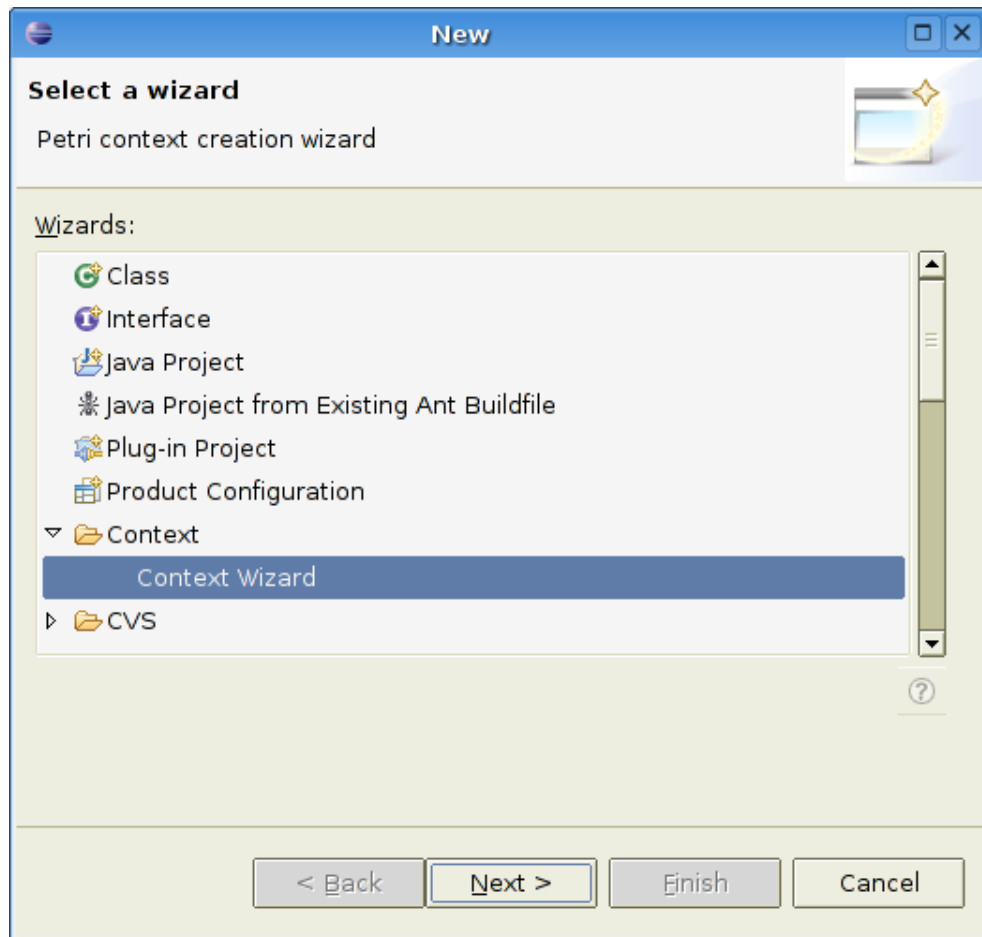 New
Select a wizard
Petri context creation wizard
Wizards:
Class
Interface
Java Project
Java Project from Existing Ant Buildfile
Plug-in Project
Product Configuration
Context
Context Wizard
CVS
?
< Back Next > Finish Cancel